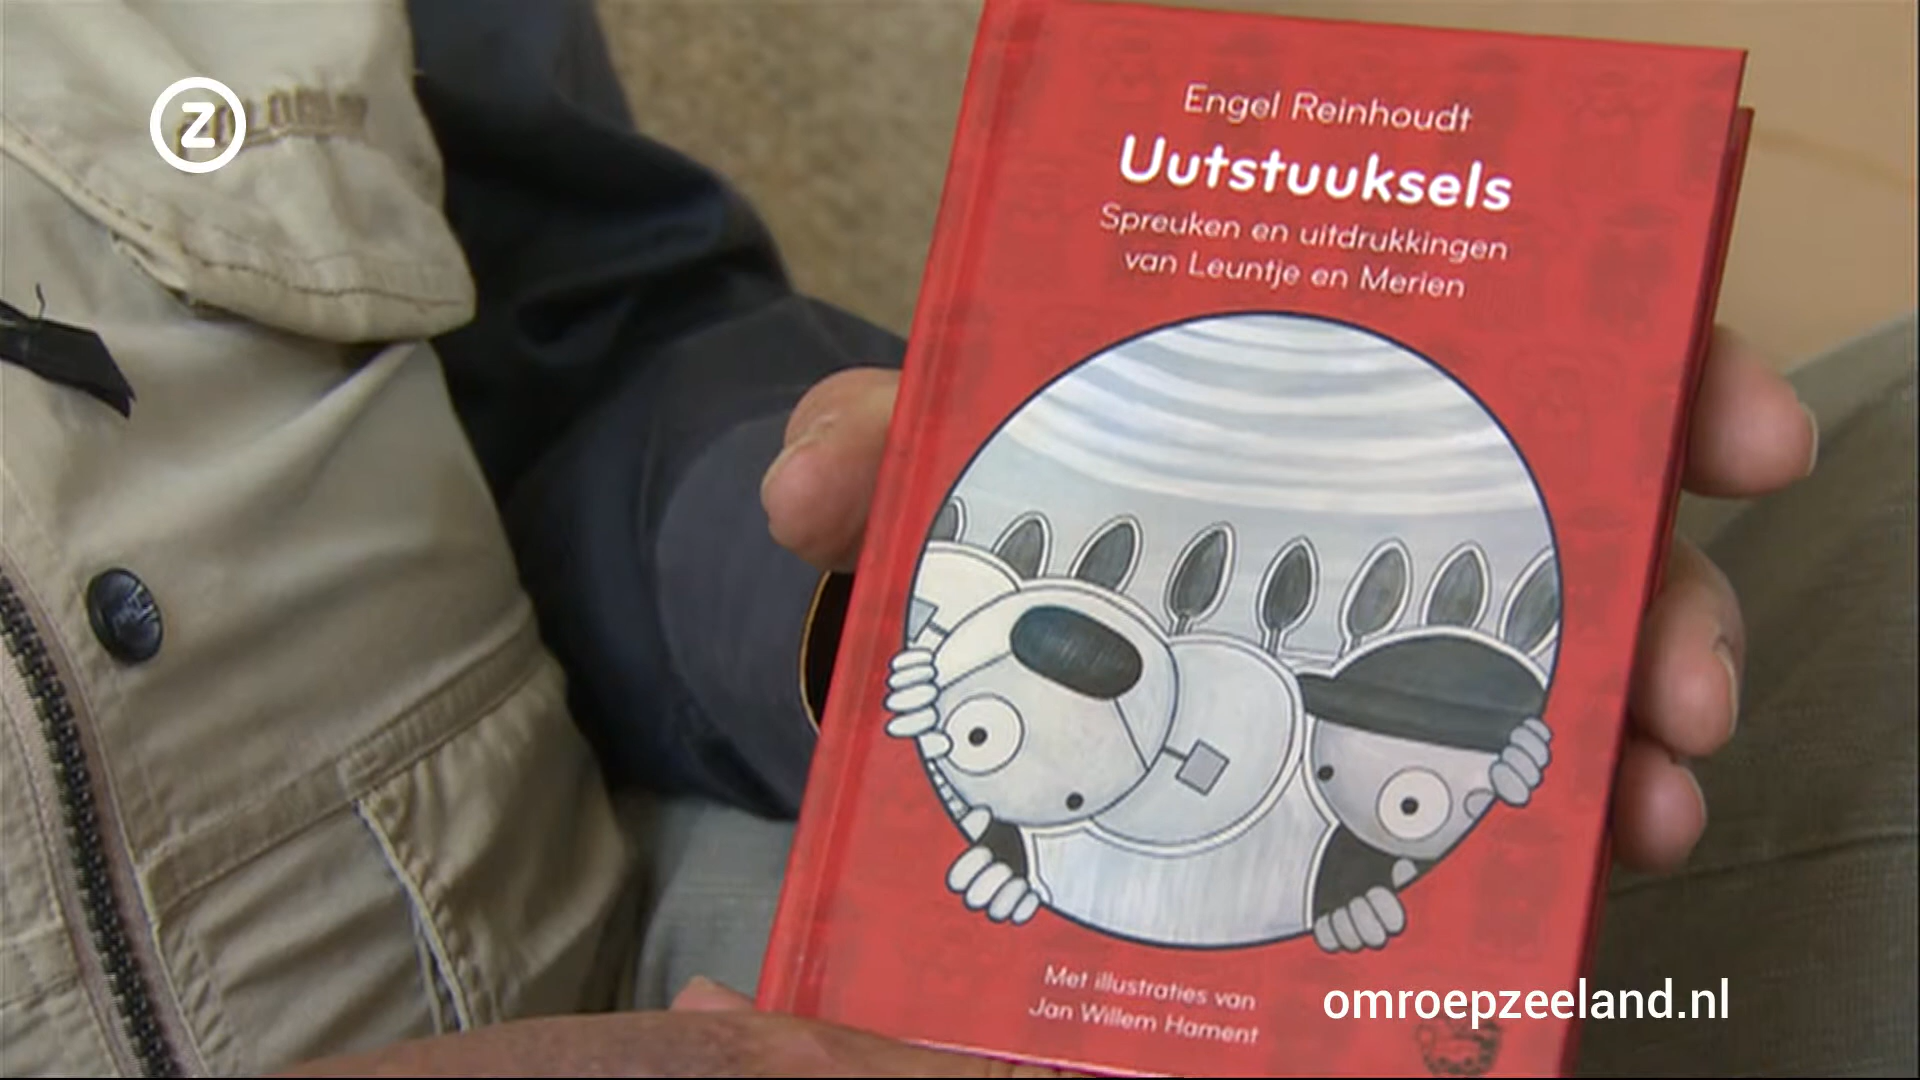 Z
Engel Reinhoudt
Uutstuuksels
Spreuken en uitdrukkingen
van Leuntje en Merien
Met illustraties van
Jan Willem Hament
omroepzeeland.nl